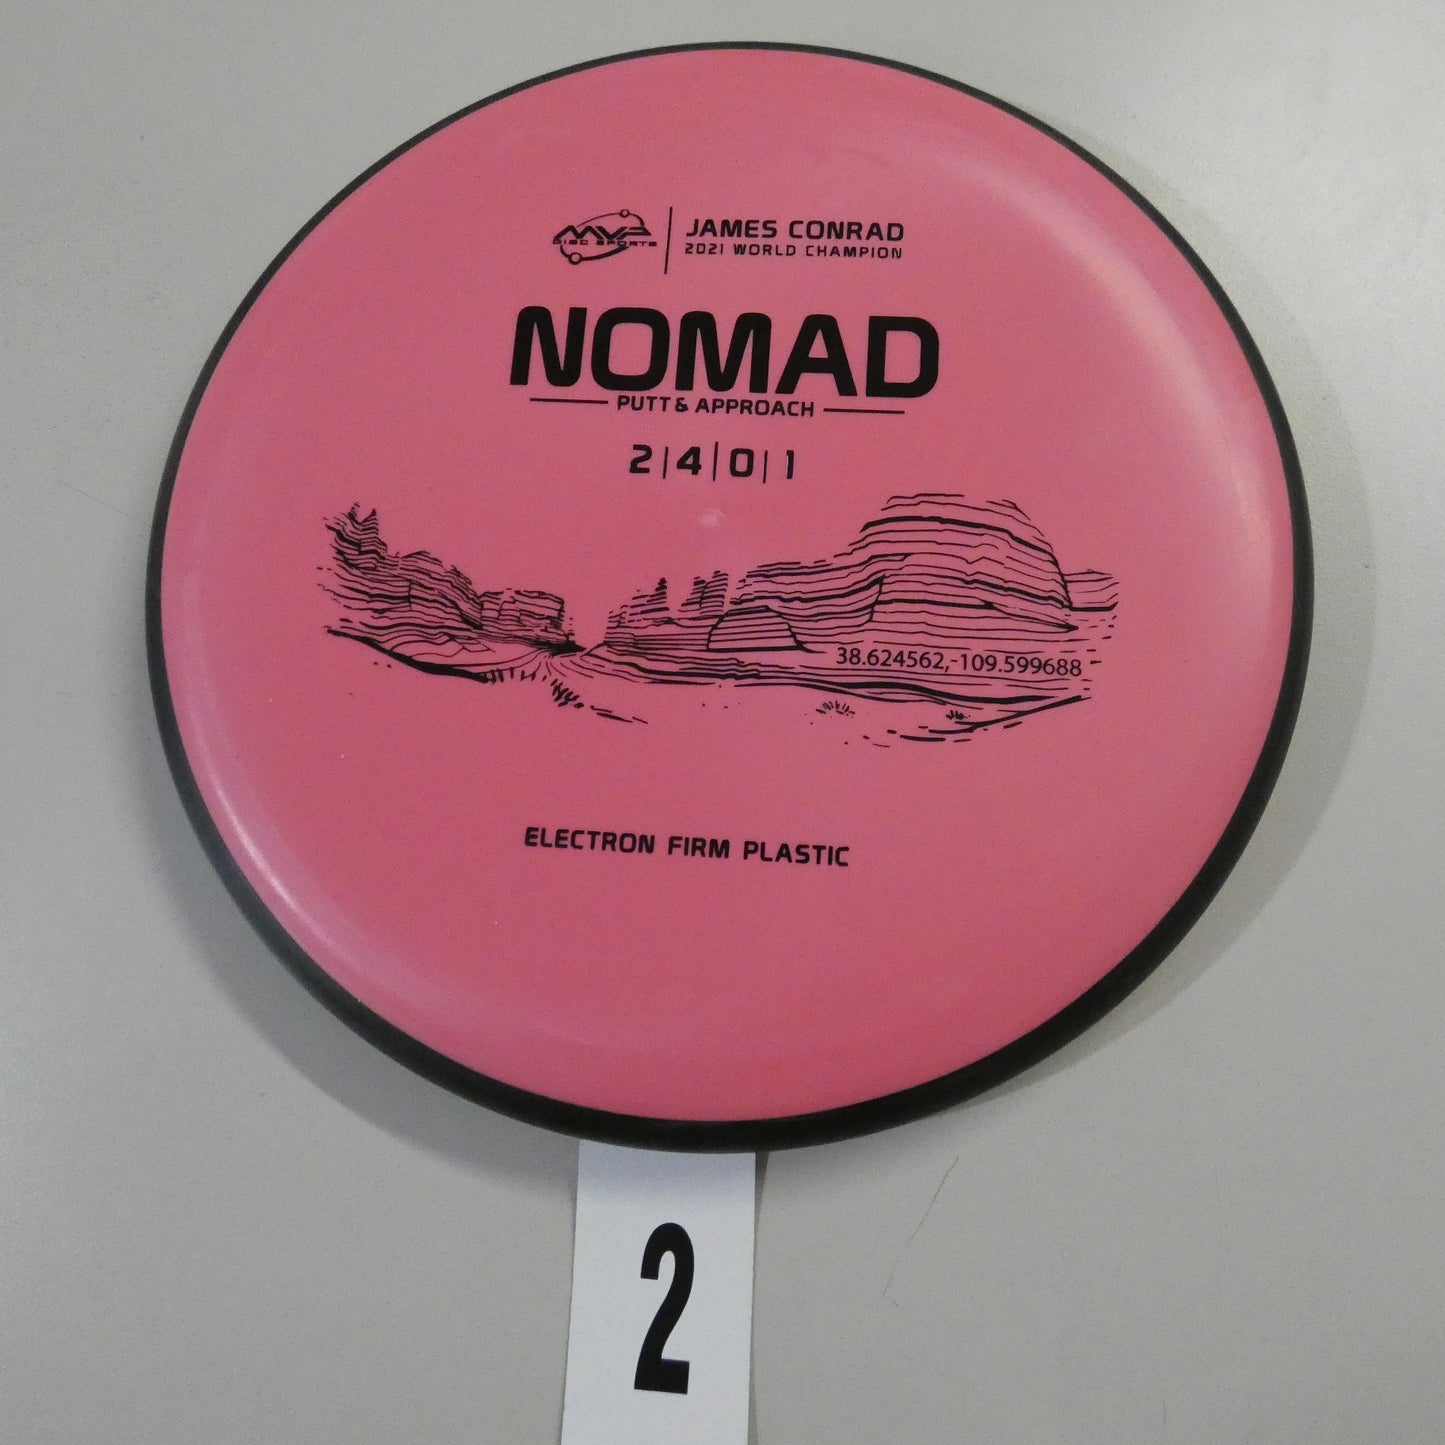 MVP
DISC SPORTS
JAMES CONRAD
2021 WORLD CHAMPION
NOMAD
PUTT & APPROACH
2 | 4 | 0 | 1
38.624562,-109.599688
ELECTRON FIRM PLASTIC
2